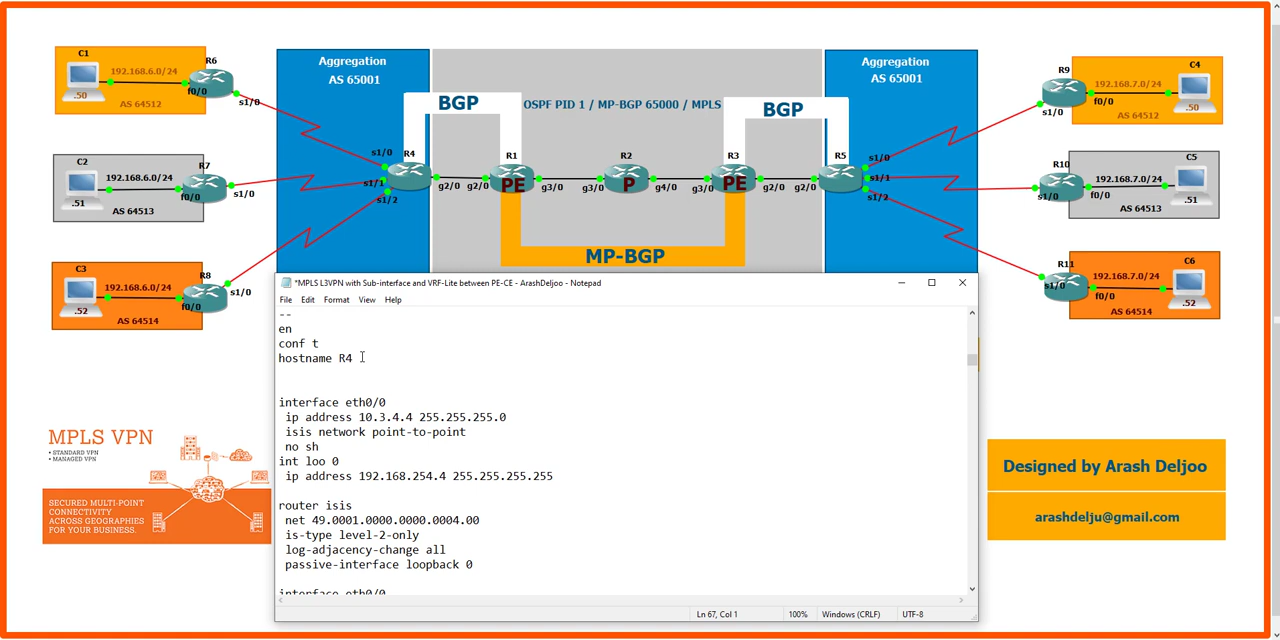 C1
192.168.6.0/24
.50
AS 64512
R6
f0/0
s1/0
C2
192.168.6.0/24
.51
AS 64513
R7
f0/0
s1/0
C3
192.168.6.0/24
.52
AS 64514
R8
f0/0
s1/0
Aggregation
AS 65001
s1/0
s1/1
s1/2
R4
g2/0
BGP
OSPF PID 1 / MP-BGP 65000 / MPLS
BGP
R1
g2/0
PE
g3/0
R2
g3/0
P
g4/0
R3
g3/0
PE
g2/0
MP-BGP
Aggregation
AS 65001
R5
g2/0
s1/0
s1/1
s1/2
R9
s1/0
f0/0
192.168.7.0/24
C4
.50
AS 64512
R10
s1/0
f0/0
192.168.7.0/24
C5
.51
AS 64513
R11
s1/0
f0/0
192.168.7.0/24
C6
.52
AS 64514
*MPLS L3VPN with Sub-interface and VRF-Lite between PE-CE - ArashDeljoo - Notepad
File Edit Format View Help
--
en
conf t
hostname R4
interface eth0/0
ip address 10.3.4.4 255.255.255.0
isis network point-to-point
no sh
int loo 0
ip address 192.168.254.4 255.255.255.255
router isis
net 49.0001.0000.0000.0004.00
is-type level-2-only
log-adjacency-change all
passive-interface loopback 0
interface eth0/0
Ln 67, Col 1
100%
Windows (CRLF)
UTF-8
MPLS VPN
• STANDARD VPN
• MANAGED VPN
SECURED MULTI-POINT
CONNECTIVITY
ACROSS GEOGRAPHIES
FOR YOUR BUSINESS.
Designed by Arash Deljoo
arashdelju@gmail.com